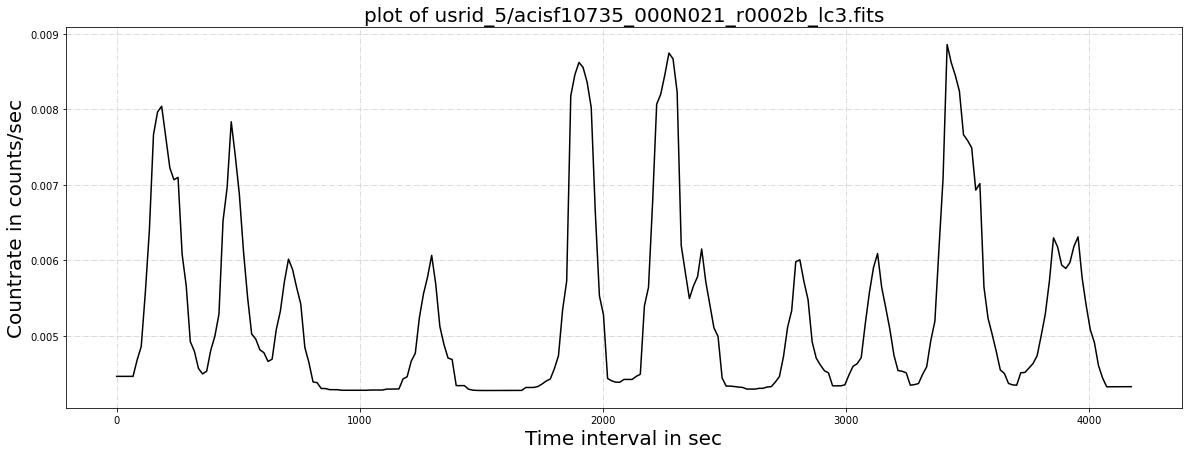 plot of usrid_5/acisf10735_000N021_r0002b_lc3.fits
Countrate in counts/sec
0.009
0.008
0.007
0.006
0.005
0 1000 2000 3000 4000
Time interval in sec